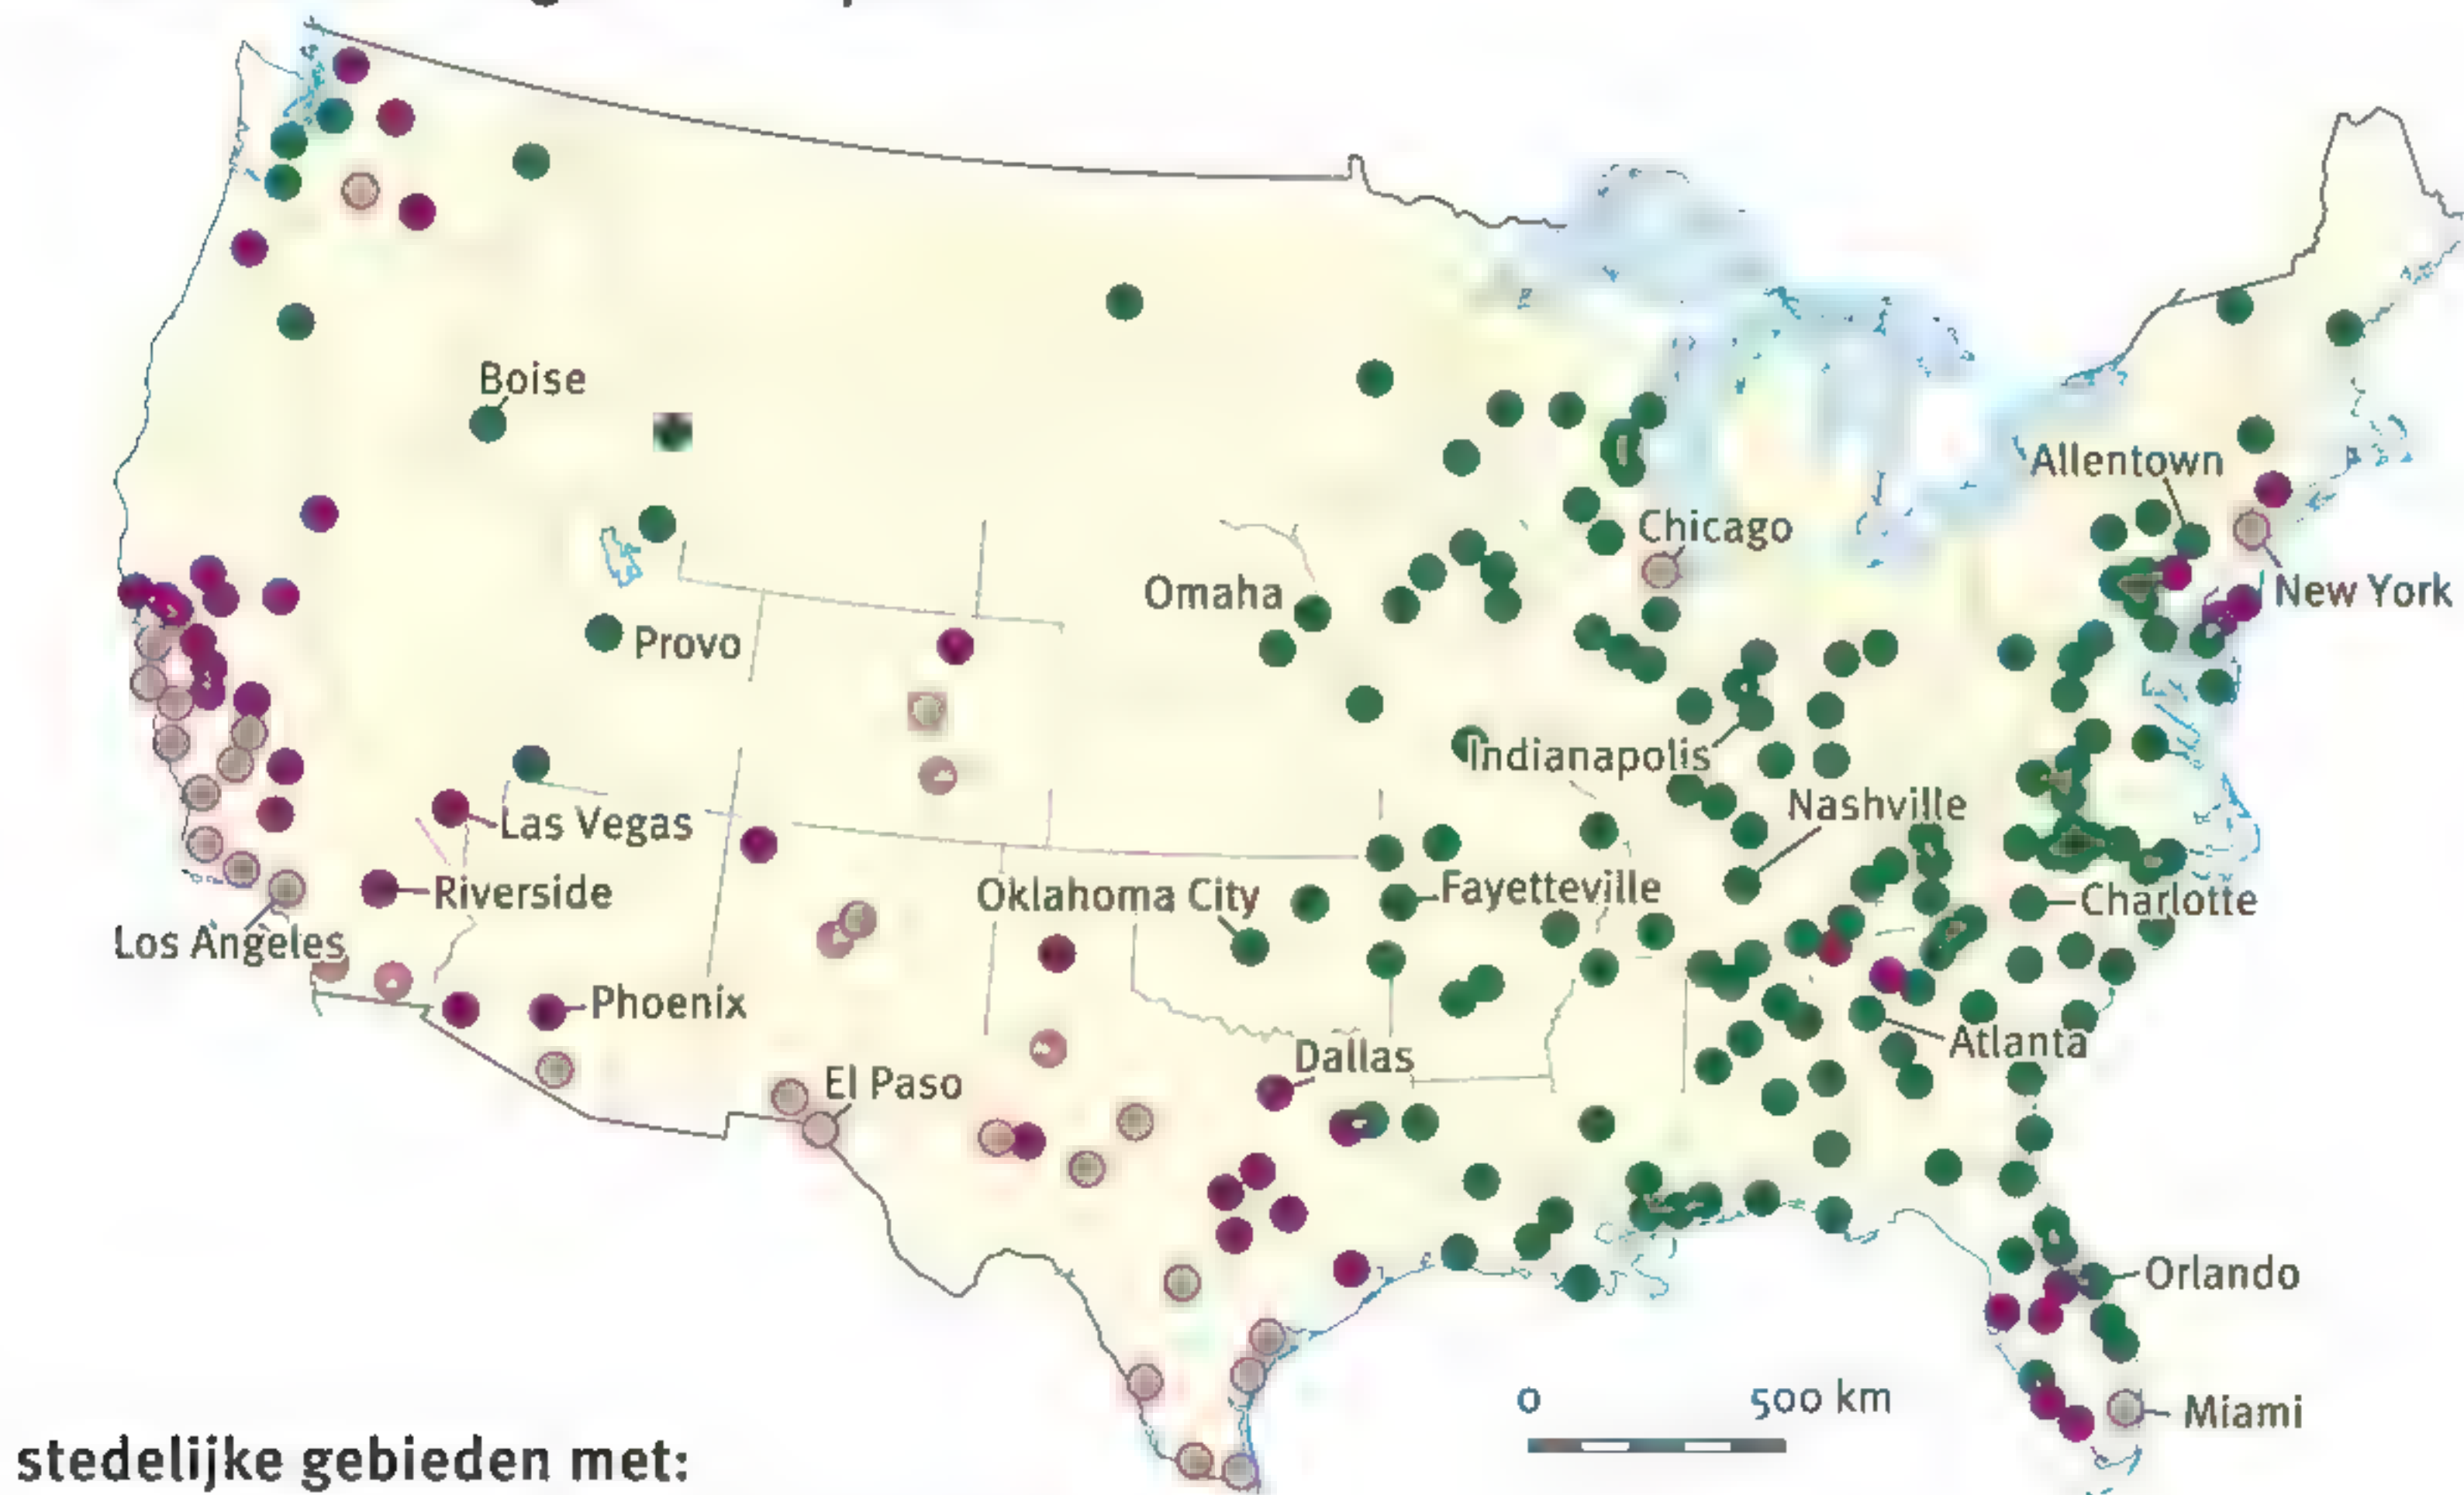 Boise
Allentown
Chicago
New York
Omaha
Provo
Indianapolis
Nashville
Las Vegas
Riverside
Oklahoma City
Fayetteville
Charlotte
Los Angeles
Phoenix
Atlanta
Dallas
El Paso
Orlando
0 500 km
Miami
stedelijke gebieden met: